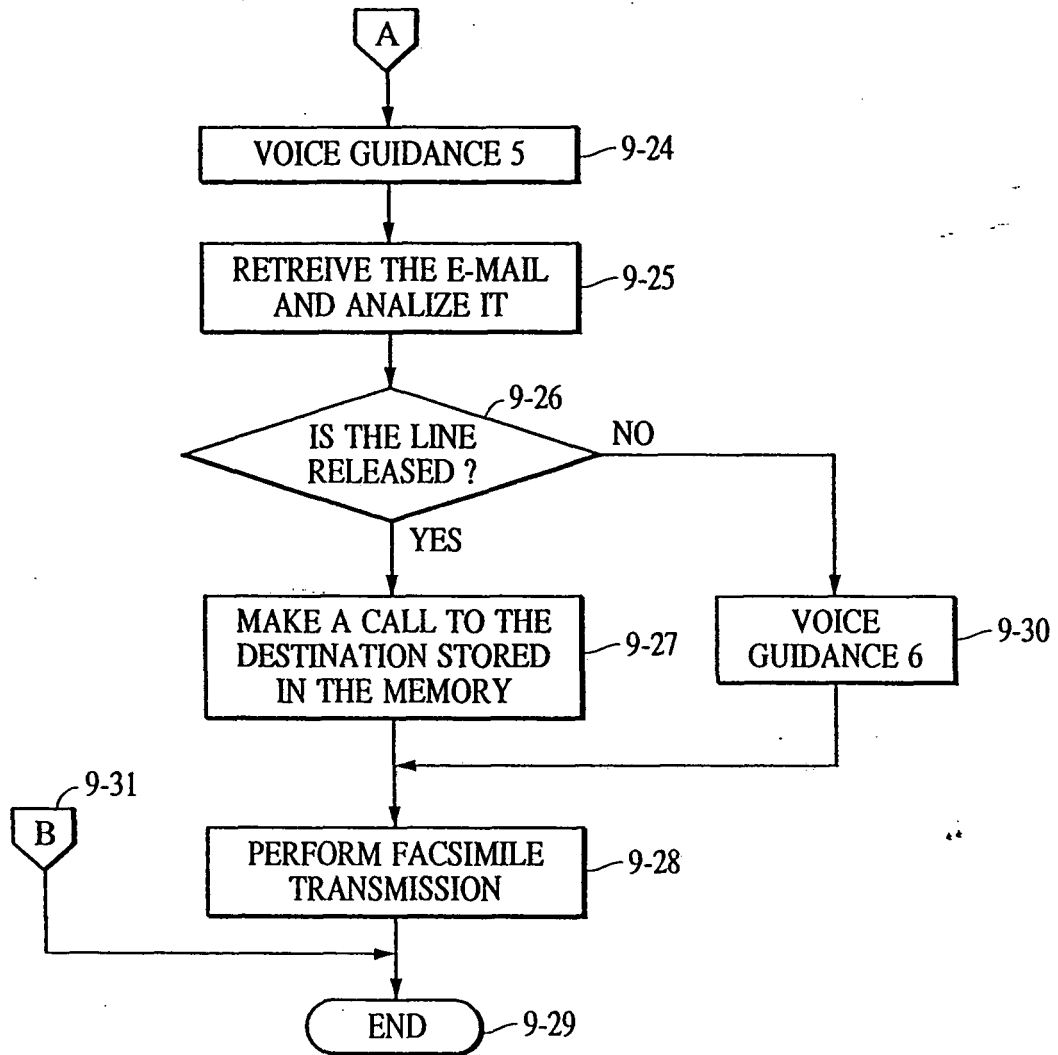 A
VOICE GUIDANCE 5
9-24
RETREIVE THE E-MAIL
AND ANALIZE IT
9-25
9-26
IS THE LINE
RELEASED ?
NO
YES
MAKE A CALL TO THE
DESTINATION STORED
IN THE MEMORY
9-27
VOICE
GUIDANCE 6
9-30
9-31
B
PERFORM FACSIMILE
TRANSMISSION
9-28
END
9-29